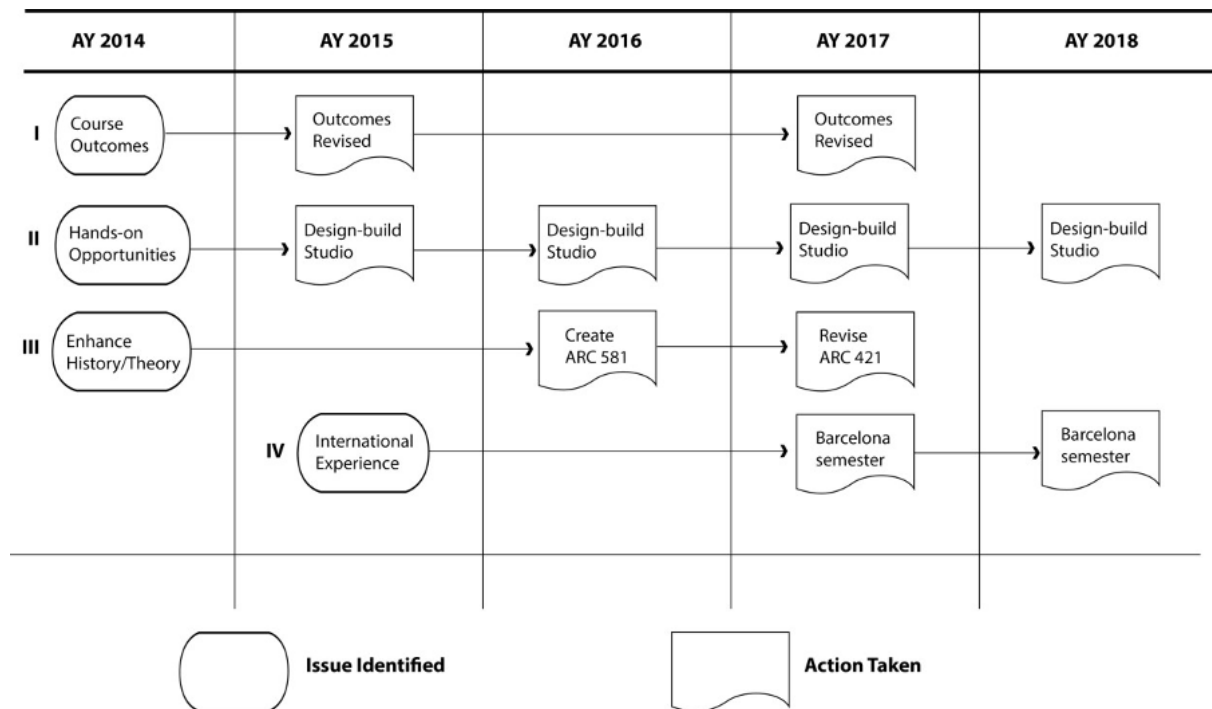 AY 2014
AY 2015
AY 2016
AY 2017
AY 2018
I
Course
Outcomes
Outcomes
Revised
Outcomes
Revised
II
Hands-on
Opportunities
Design-build
Studio
Design-build
Studio
Design-build
Studio
Design-build
Studio
III
Enhance
History/Theory
Create
ARC 581
Revise
ARC 421
IV
International
Experience
Barcelona
semester
Barcelona
semester
Issue Identified
Action Taken